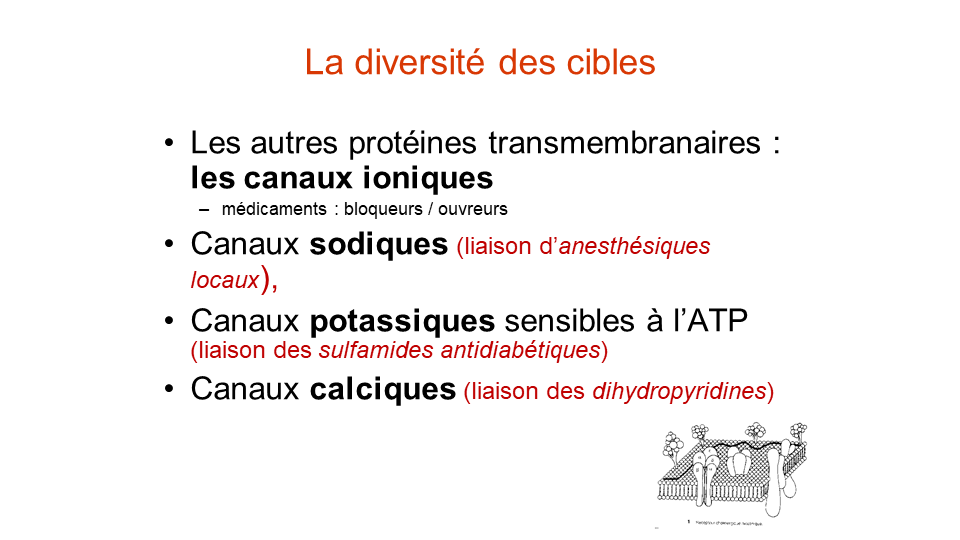 La diversité des cibles
• Les autres protéines transmembranaires :
les canaux ioniques
– médicaments : bloqueurs / ouvreurs
• Canaux sodiques (liaison d’anesthésiques
locaux),
• Canaux potassiques sensibles à l’ATP
(liaison des sulfamides antidiabétiques)
• Canaux calciques (liaison des dihydropyridines)